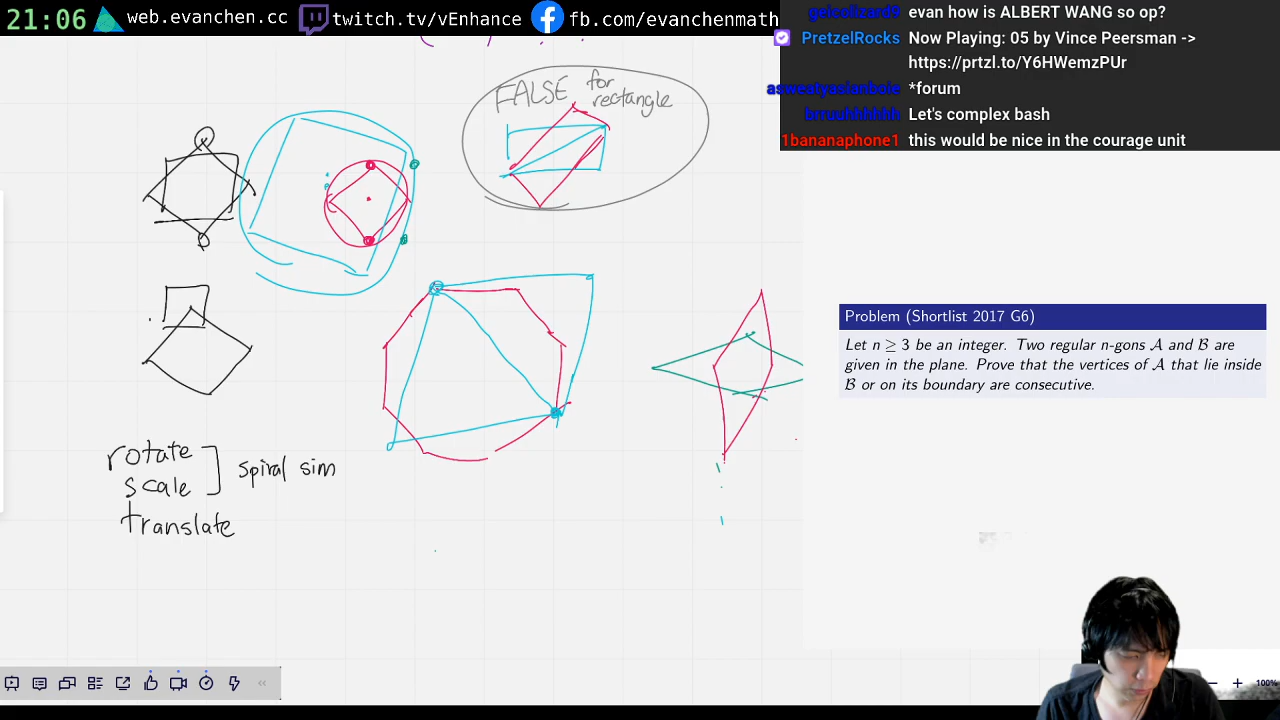 21:06 web.evanchen.cc twitch.tv/vEnhance fb.com/evanchenmath
geicolizard9 evan how is ALBERT WANG so op?
PretzelRocks Now Playing: 05 by Vince Peersman ->
https://prtzl.to/Y6HWemzPUr
asweatyasianboie *forum
brruuhhhhhh Let's complex bash
1bananaphone1 this would be nice in the courage unit
FALSE for
rectangle
Problem (Shortlist 2017 G6)
Let n ≥ 3 be an integer. Two regular n-gons 𝒜 and ℬ are
given in the plane. Prove that the vertices of 𝒜 that lie inside
ℬ or on its boundary are consecutive.
rotate
scale
spiral sim
translate
100%